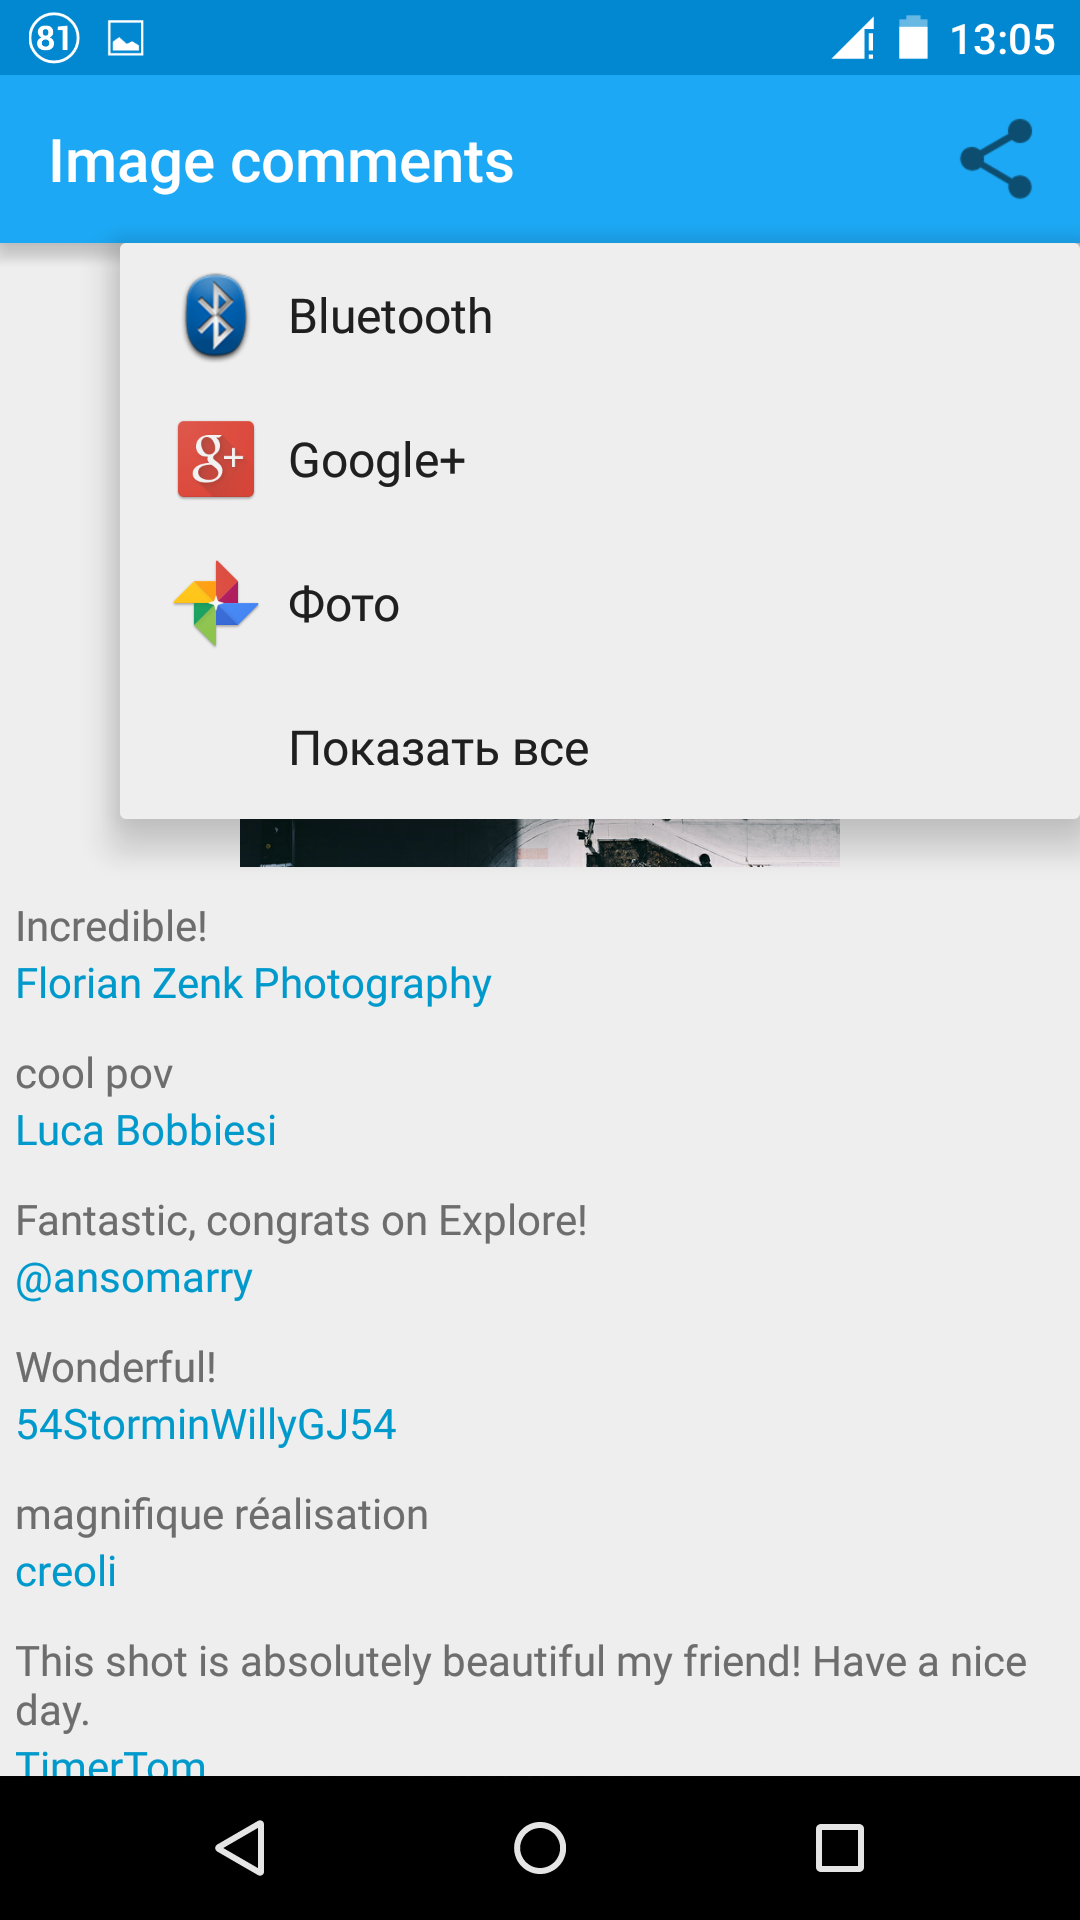 81
13:05
Image comments
Bluetooth
g+
Google+
Фото
Показать все
Incredible!
Florian Zenk Photography
cool pov
Luca Bobbiesi
Fantastic, congrats on Explore!
@ansomarry
Wonderful!
54StorminWillyGJ54
magnifique réalisation
creoli
This shot is absolutely beautiful my friend! Have a nice
day.
TimerTom